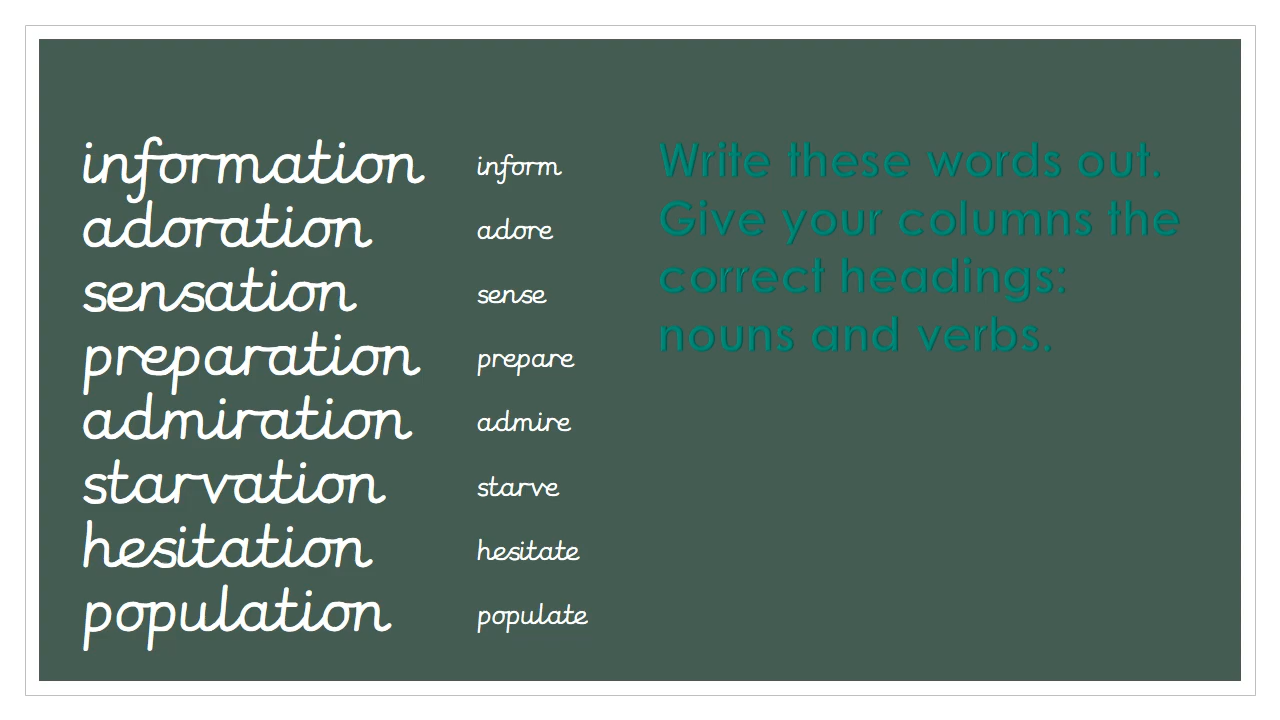 information
adoration
sensation
preparation
admiration
starvation
hesitation
population
inform
adore
sense
prepare
admire
starve
hesitate
populate
Write these words out.
Give your columns the
correct headings:
nouns and verbs.